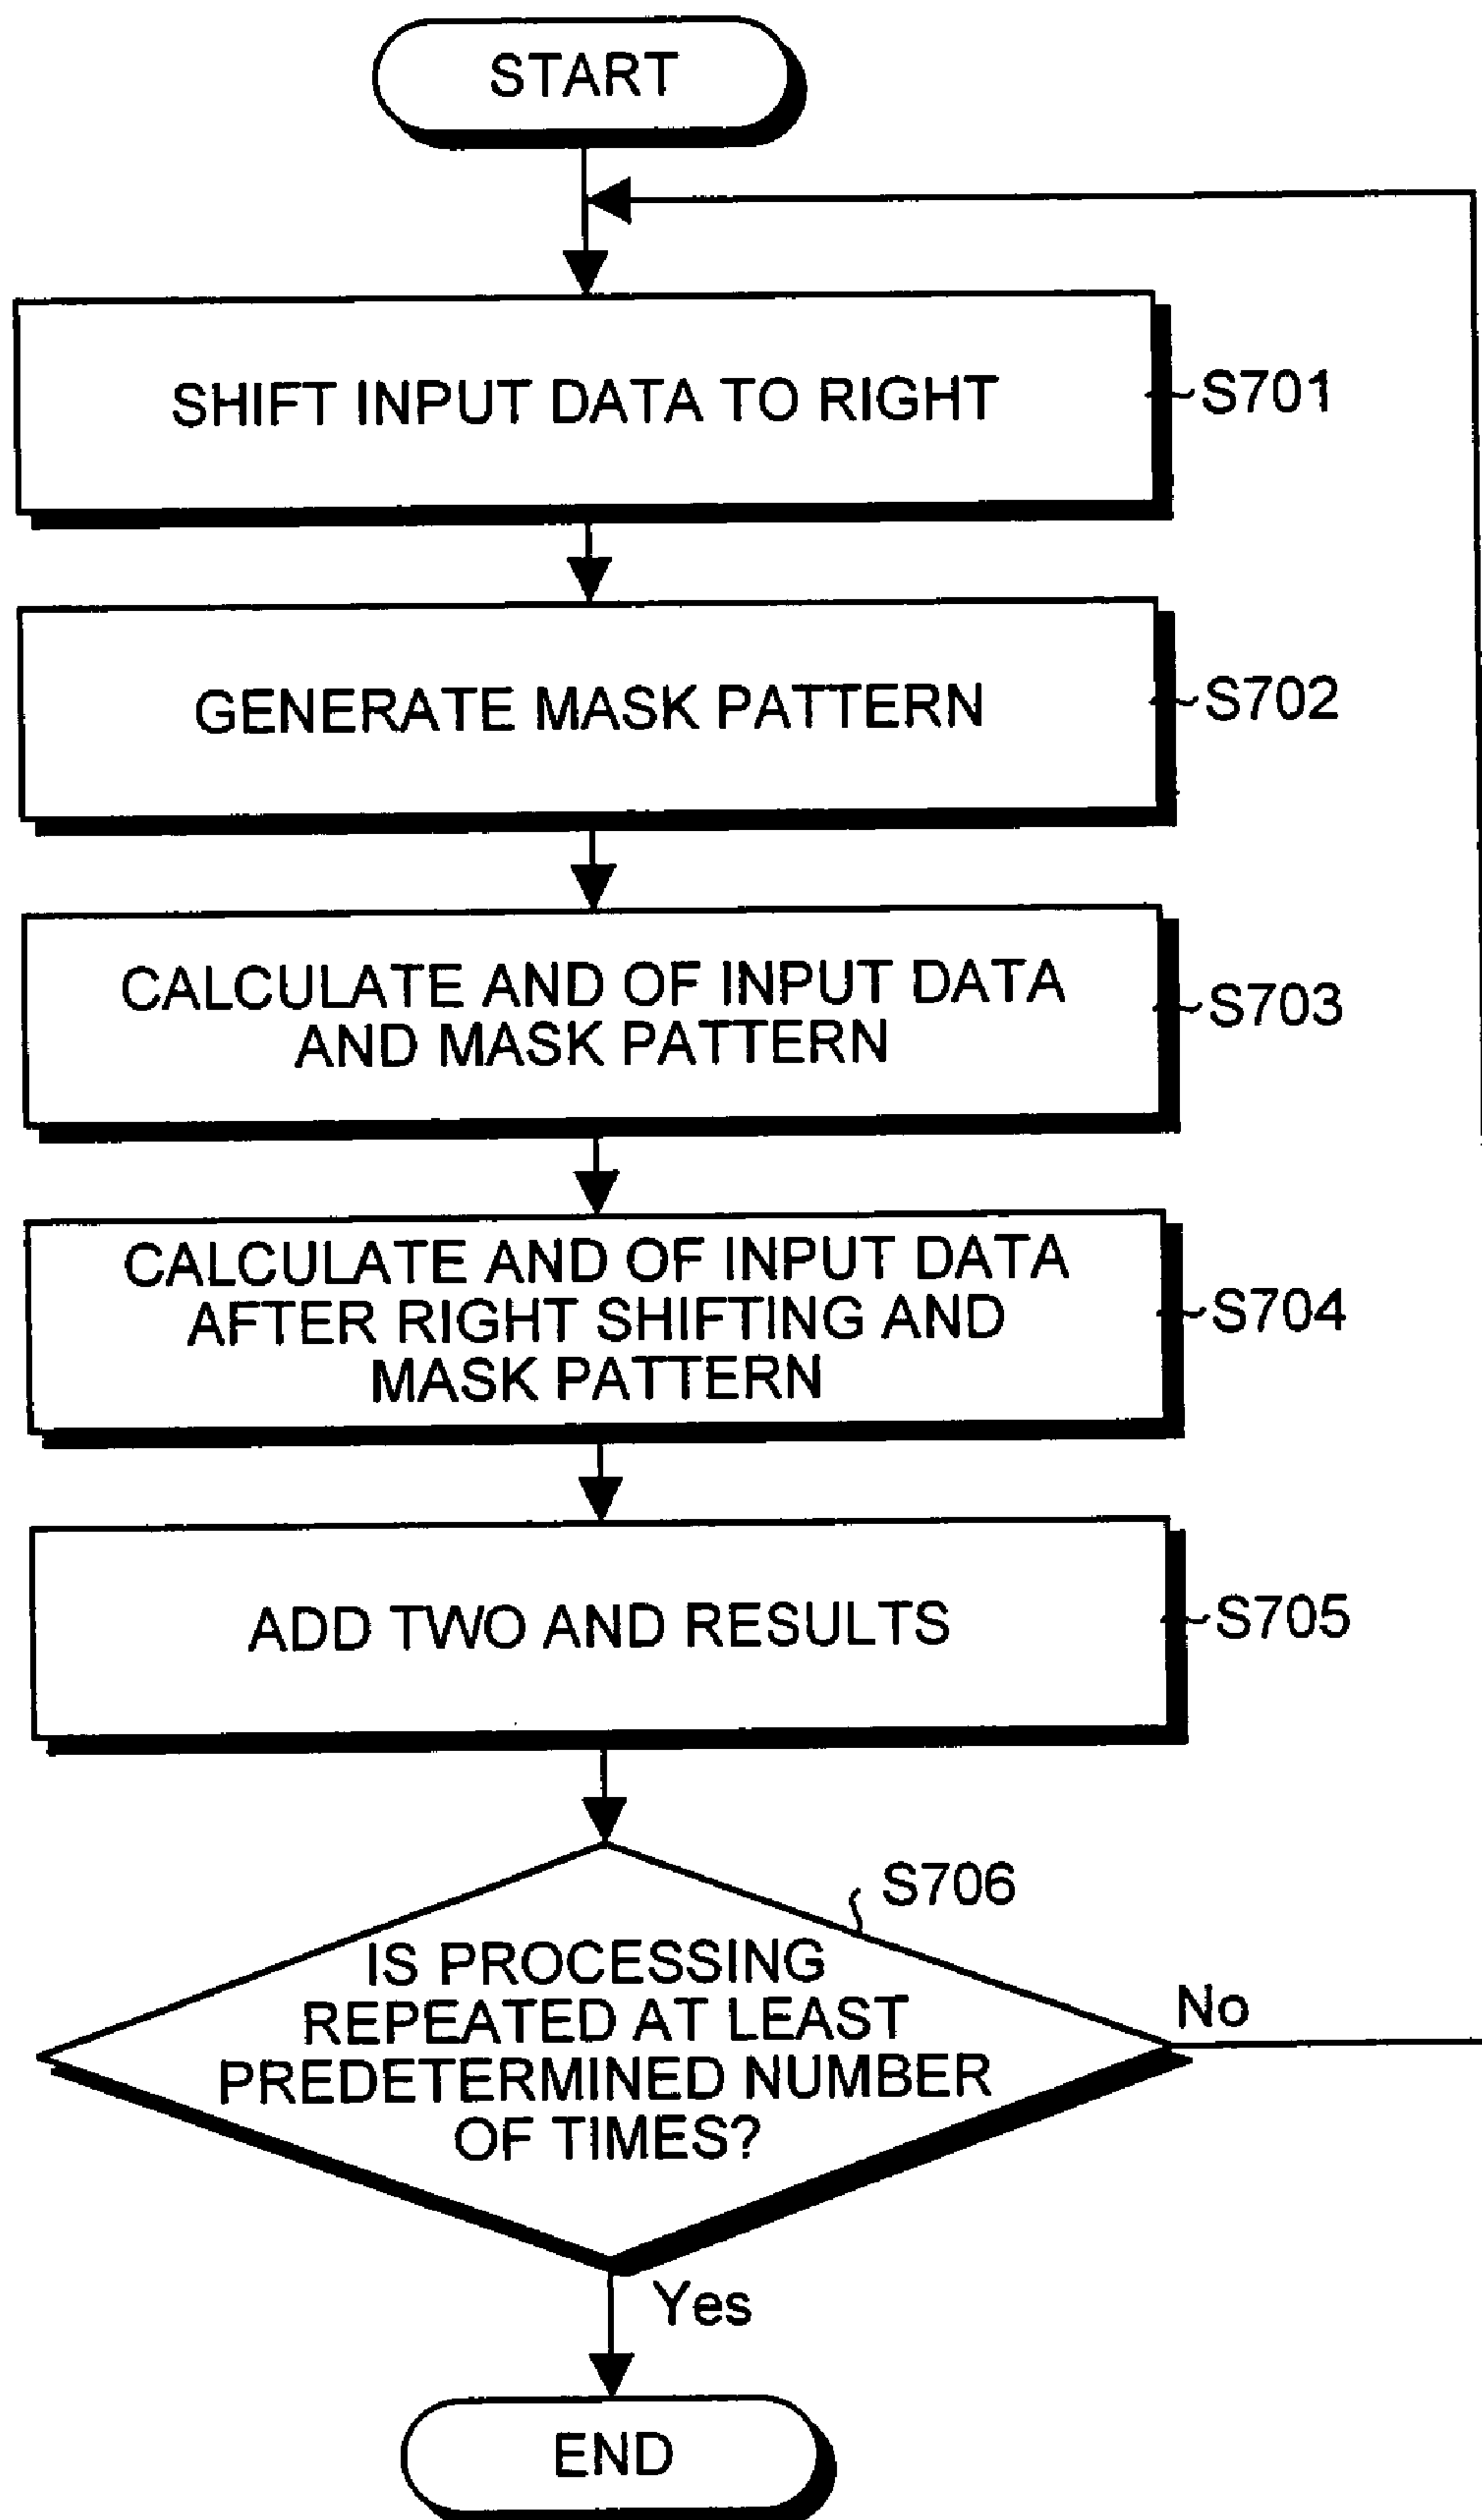 START
SHIFT INPUT DATA TO RIGHT
S701
GENERATE MASK PATTERN
S702
CALCULATE AND OF INPUT DATA
AND MASK PATTERN
S703
CALCULATE AND OF INPUT DATA
AFTER RIGHT SHIFTING AND
MASK PATTERN
S704
ADD TWO AND RESULTS
S705
S706
IS PROCESSING
REPEATED AT LEAST
PREDETERMINED NUMBER
OF TIMES?
No
Yes
END